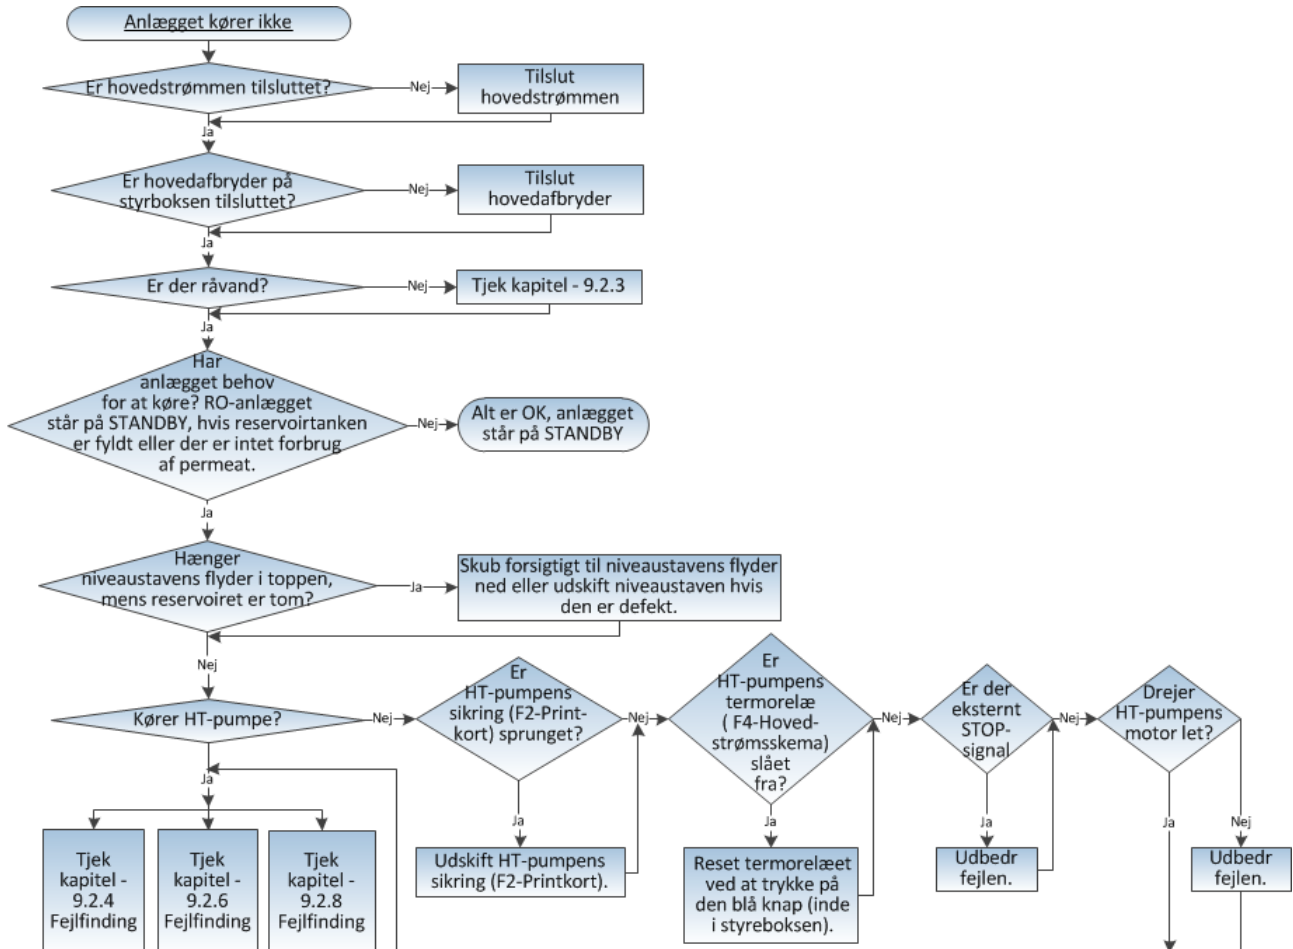 Anlægget kører ikke
Er hovedstrømmen tilsluttet?
Nej
Tilslut
hovedstrømmen
Ja
Er hovedafbryder på
styrboksen tilsluttet?
Nej
Tilslut
hovedafbryder
Ja
Er der råvand?
Nej
Tjek kapitel - 9.2.3
Ja
Har
anlægget behov
for at køre? RO-anlægget
står på STANDBY, hvis reservoirtanken
er fyldt eller der er intet forbrug
af permeat.
Nej
Alt er OK, anlægget
står på STANDBY
Ja
Hænger
niveaustavens flyder i toppen,
mens reservoiret er tom?
Ja
Skub forsigtigt til niveaustavens flyder
ned eller udskift niveaustaven hvis
den er defekt.
Nej
Kører HT-pumpe?
Nej
Er
HT-pumpens
sikring (F2-Print-
kort) sprunget?
Nej
Er
HT-pumpens
termorelæ
( F4-Hoved-
strømsskema)
slået
fra?
Nej
Er der
eksternt
STOP-
signal
Nej
Drejer
HT-pumpens
motor let?
Ja
Ja
Ja
Ja
Ja
Nej
Tjek
kapitel -
9.2.4
Fejlfinding
Tjek
kapitel -
9.2.6
Fejlfinding
Tjek
kapitel -
9.2.8
Fejlfinding
Udskift HT-pumpens
sikring (F2-Printkort).
Reset termorelæet
ved at trykke på
den blå knap (inde
i styreboksen).
Udbedr
fejlen.
Udbedr
fejlen.